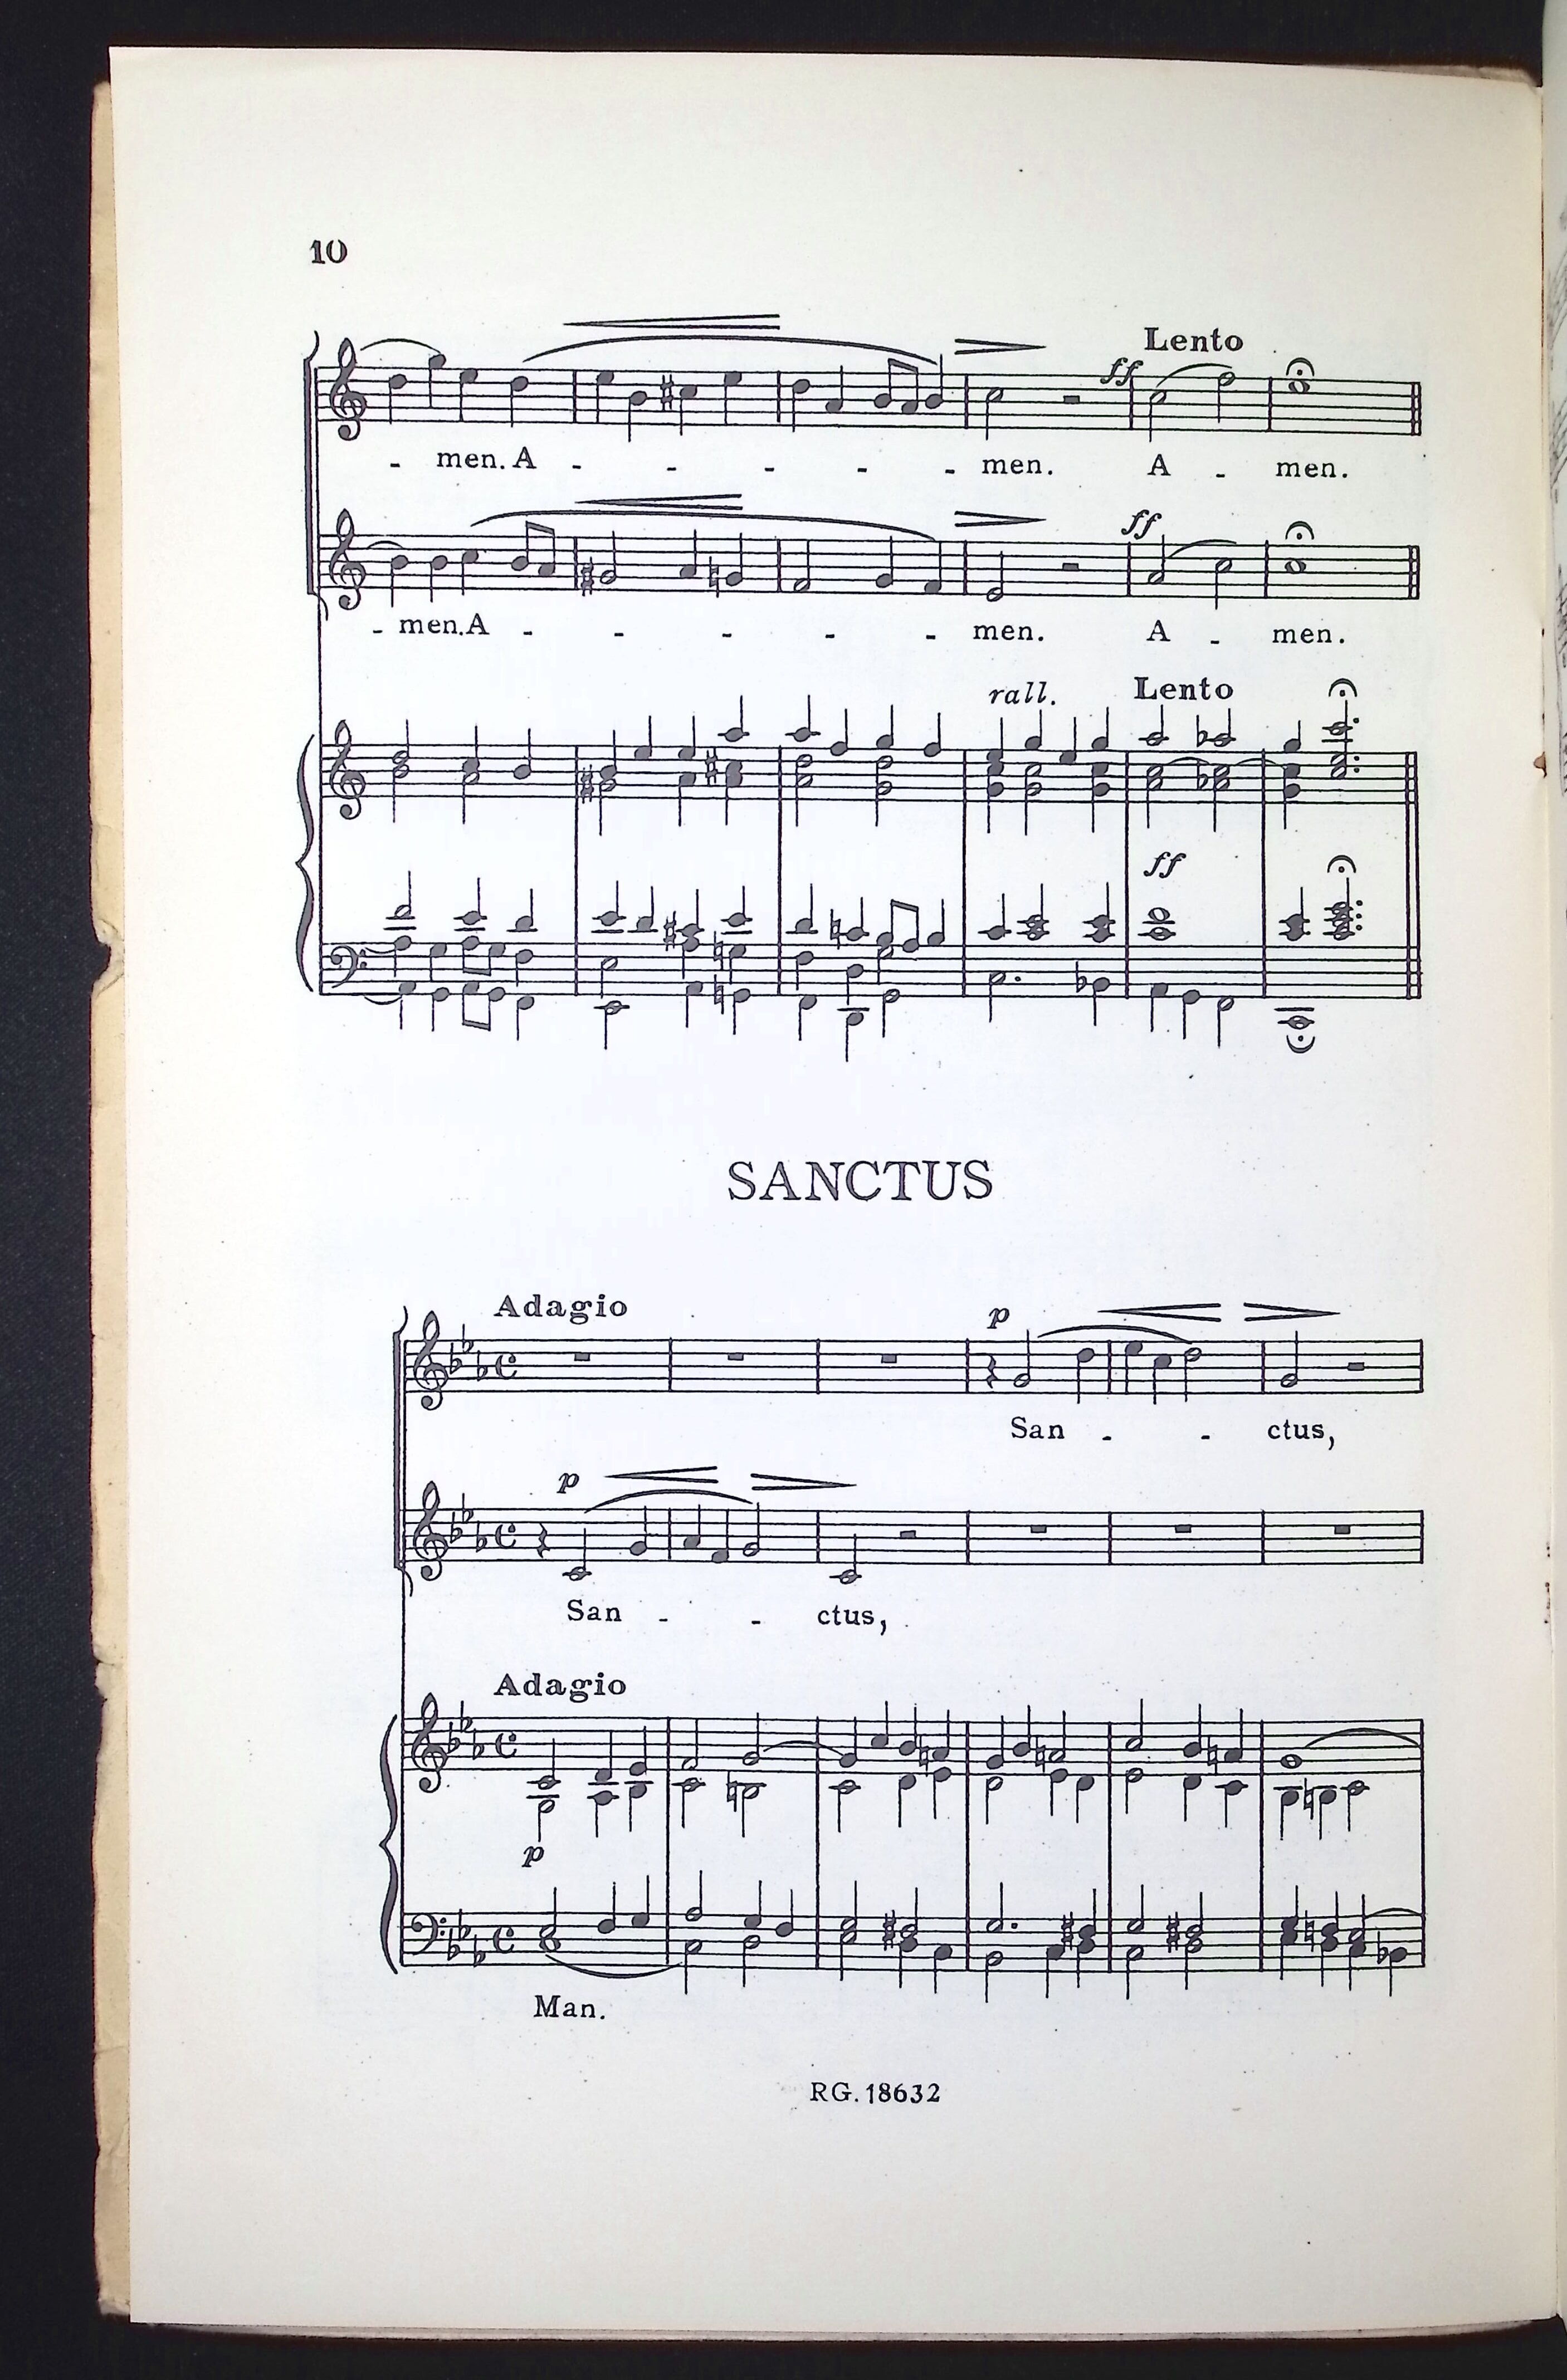 10
Lento
ff
- men. A - - - - - men. A - men.
ff
- men. A - - - - - men. A - men.
rall. Lento
ff
SANCTUS
Adagio
p
San - - ctus,
p
San - - ctus,
Adagio
p
Man.
RG. 18632